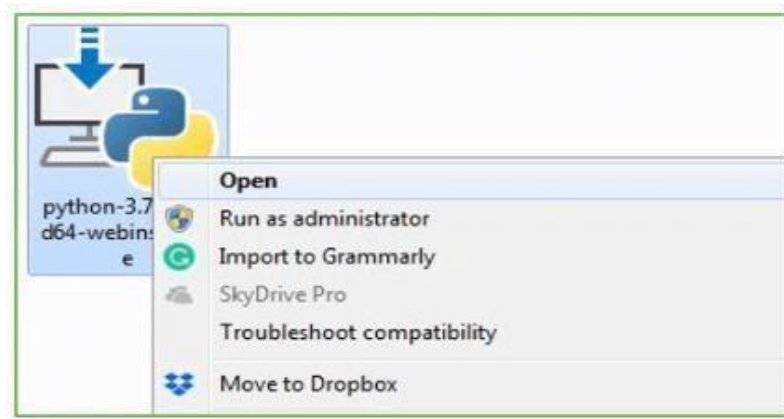 python-3.7
d64-webins
e
Open
Run as administrator
Import to Grammarly
SkyDrive Pro
Troubleshoot compatibility
Move to Dropbox